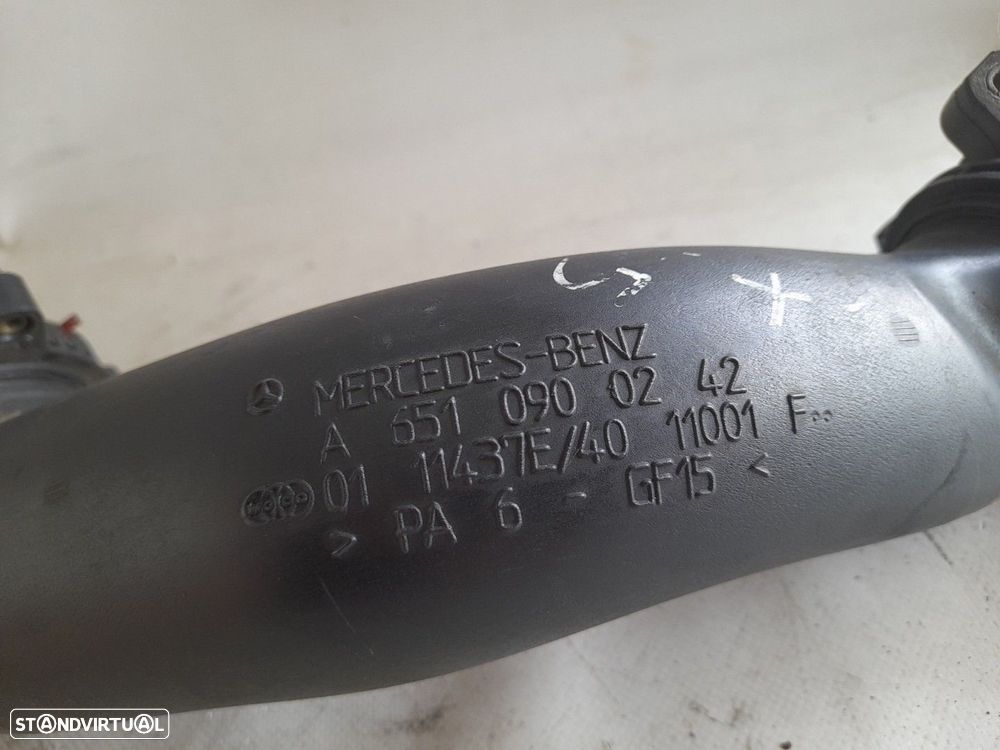 MERCEDES-BENZ
A 651 090 02 42
01 11437E/40 11001 F
> PA 6 - GF15 <
STANDVIRTUAL